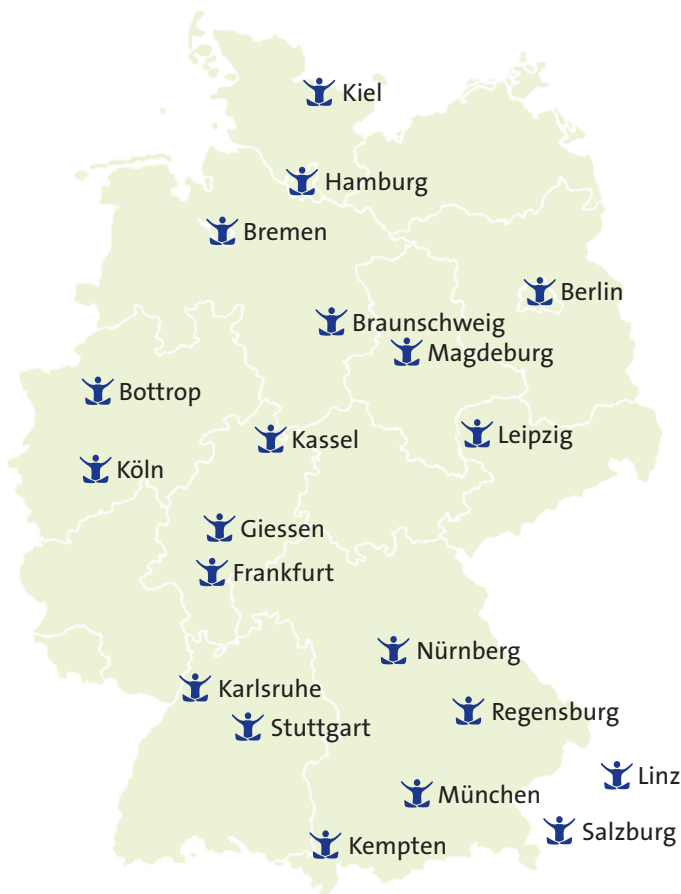 Kiel
Hamburg
Bremen
Berlin
Braunschweig
Magdeburg
Bottrop
Kassel
Leipzig
Köln
Giessen
Frankfurt
Nürnberg
Karlsruhe
Regensburg
Stuttgart
Linz
München
Salzburg
Kempten